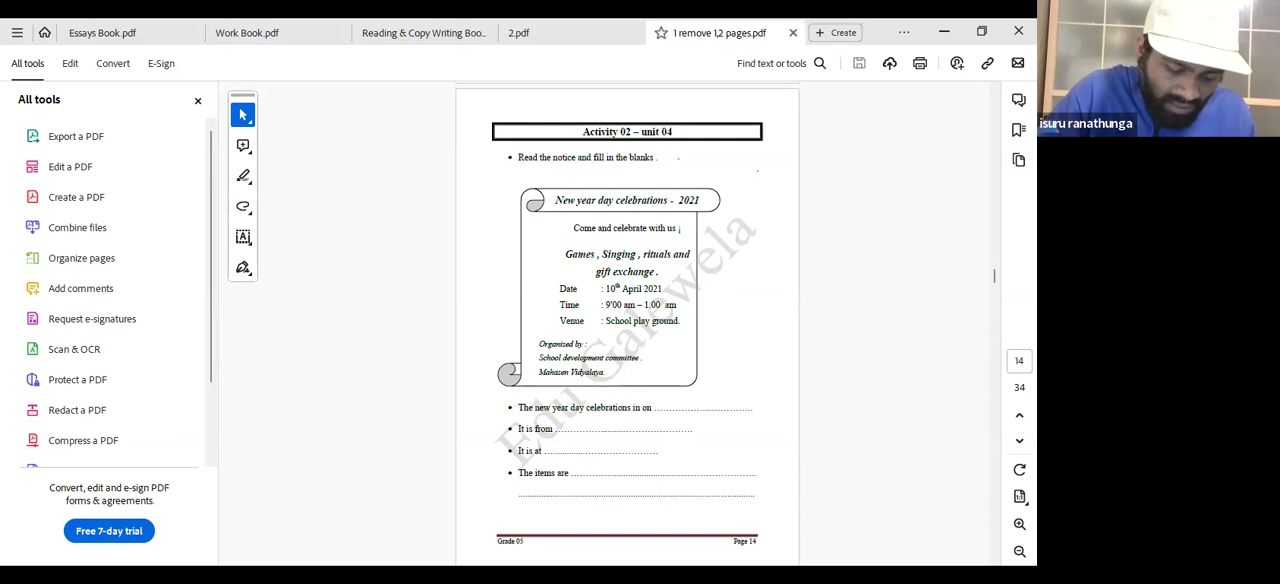 Essays Book.pdf
Work Book.pdf
Reading & Copy Writing Boo...
2.pdf
1 remove 1,2 pages.pdf
Create
All tools
Edit
Convert
E-Sign
Find text or tools
All tools
Export a PDF
Edit a PDF
Create a PDF
Combine files
Organize pages
Add comments
Request e-signatures
Scan & OCR
Protect a PDF
Redact a PDF
Compress a PDF
Convert, edit and e-sign PDF
forms & agreements.
Free 7-day trial
Activity 02 – unit 04
• Read the notice and fill in the blanks .
New year day celebrations - 2021
Come and celebrate with us ¡
Games , Singing , rituals and
gift exchange .
Date : 10th April 2021
Time : 9'00 am – 1.00 am
Venue : School play ground.
Organized by :
School development committee .
Mahasen Vidyalaya.
• The new year day celebrations in on ..............................
• It is from ..............................
• It is at ..............................
• The items are ..............................
..............................
Edu Galewela
Grade 05
Page 14
14
34
isuru ranathunga